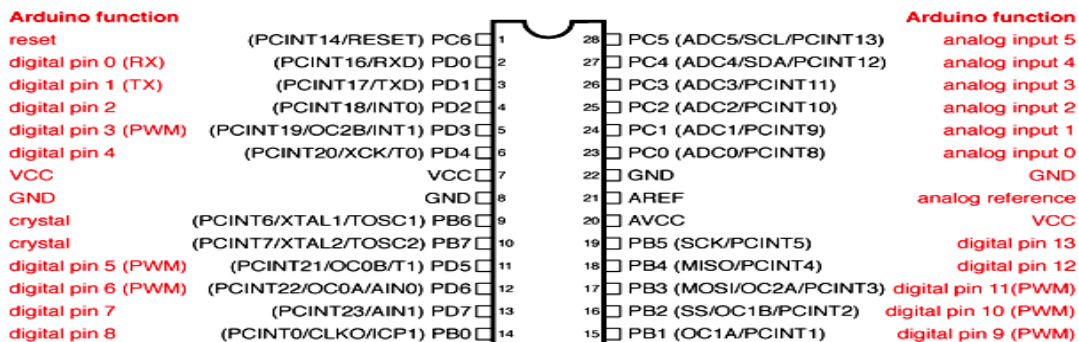 Arduino function Arduino function
reset (PCINT14/RESET) PC6 1 28 PC5 (ADC5/SCL/PCINT13) analog input 5
digital pin 0 (RX) (PCINT16/RXD) PD0 2 27 PC4 (ADC4/SDA/PCINT12) analog input 4
digital pin 1 (TX) (PCINT17/TXD) PD1 3 26 PC3 (ADC3/PCINT11) analog input 3
digital pin 2 (PCINT18/INT0) PD2 4 25 PC2 (ADC2/PCINT10) analog input 2
digital pin 3 (PWM) (PCINT19/OC2B/INT1) PD3 5 24 PC1 (ADC1/PCINT9) analog input 1
digital pin 4 (PCINT20/XCK/T0) PD4 6 23 PC0 (ADC0/PCINT8) analog input 0
VCC VCC 7 22 GND GND
GND GND 8 21 AREF analog reference
crystal (PCINT6/XTAL1/TOSC1) PB6 9 20 AVCC VCC
crystal (PCINT7/XTAL2/TOSC2) PB7 10 19 PB5 (SCK/PCINT5) digital pin 13
digital pin 5 (PWM) (PCINT21/OC0B/T1) PD5 11 18 PB4 (MISO/PCINT4) digital pin 12
digital pin 6 (PWM) (PCINT22/OC0A/AIN0) PD6 12 17 PB3 (MOSI/OC2A/PCINT3) digital pin 11(PWM)
digital pin 7 (PCINT23/AIN1) PD7 13 16 PB2 (SS/OC1B/PCINT2) digital pin 10 (PWM)
digital pin 8 (PCINT0/CLKO/ICP1) PB0 14 15 PB1 (OC1A/PCINT1) digital pin 9 (PWM)